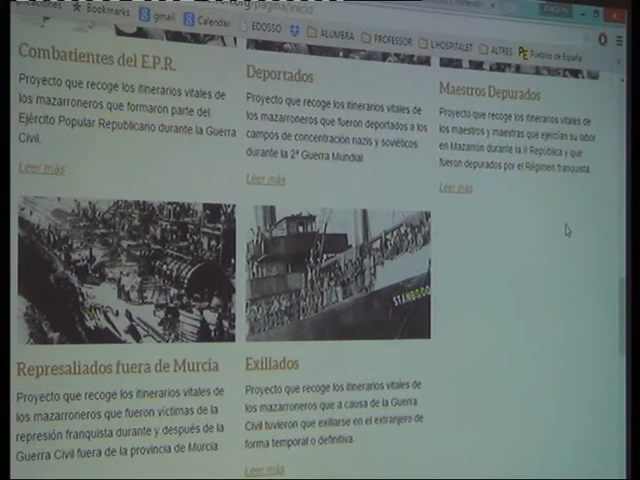 .org/pagina/inicio
Bookmarks gmail Calendar EDOSSO ALUMBRA PROFESSOR L'HOSPITALET ALTRES Pueblos de España
Combatientes del E.P.R.
Proyecto que recoge los itinerarios vitales de
los mazarroneros que formaron parte del
Ejército Popular Republicano durante la Guerra
Civil.
Leer más
Deportados
Proyecto que recoge los itinerarios vitales de
los mazarroneros que fueron deportados a los
campos de concentración nazis y soviéticos
durante la 2ª Guerra Mundial
Leer más
Maestros Depurados
Proyecto que recoge los itinerarios vitales de
los maestros y maestras que ejercían su labor
en Mazarrón durante la II República y que
fueron depurados por el Régimen franquista.
Leer más
Represaliados fuera de Murcia
Proyecto que recoge los itinerarios vitales de
los mazarroneros que fueron víctimas de la
represión franquista durante y después de la
Guerra Civil fuera de la provincia de Murcia.
STANBROO
Exiliados
Proyecto que recoge los itinerarios vitales de
los mazarroneros que a causa de la Guerra
Civil tuvieron que exiliarse en el extranjero de
forma temporal o definitiva.
Leer más